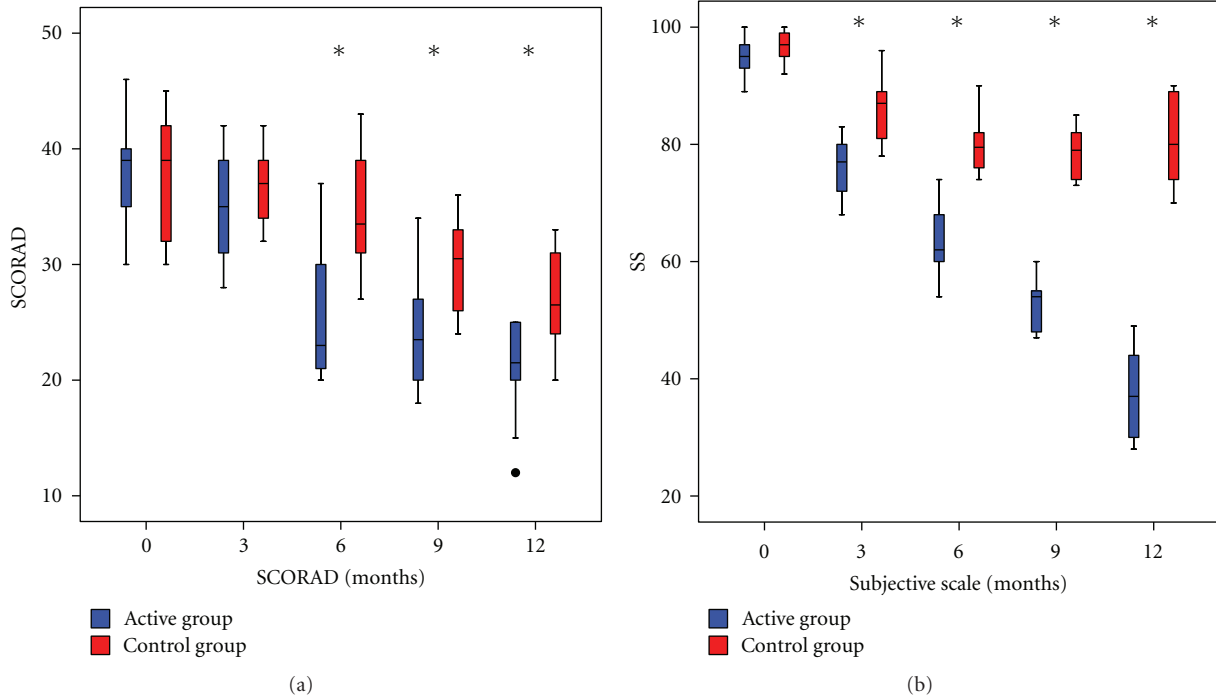 50
40
30
20
10
SCORAD
* * *
0 3 6 9 12
SCORAD (months)
Active group
Control group
(a)
100
80
60
40
20
SS
* * * *
0 3 6 9 12
Subjective scale (months)
Active group
Control group
(b)